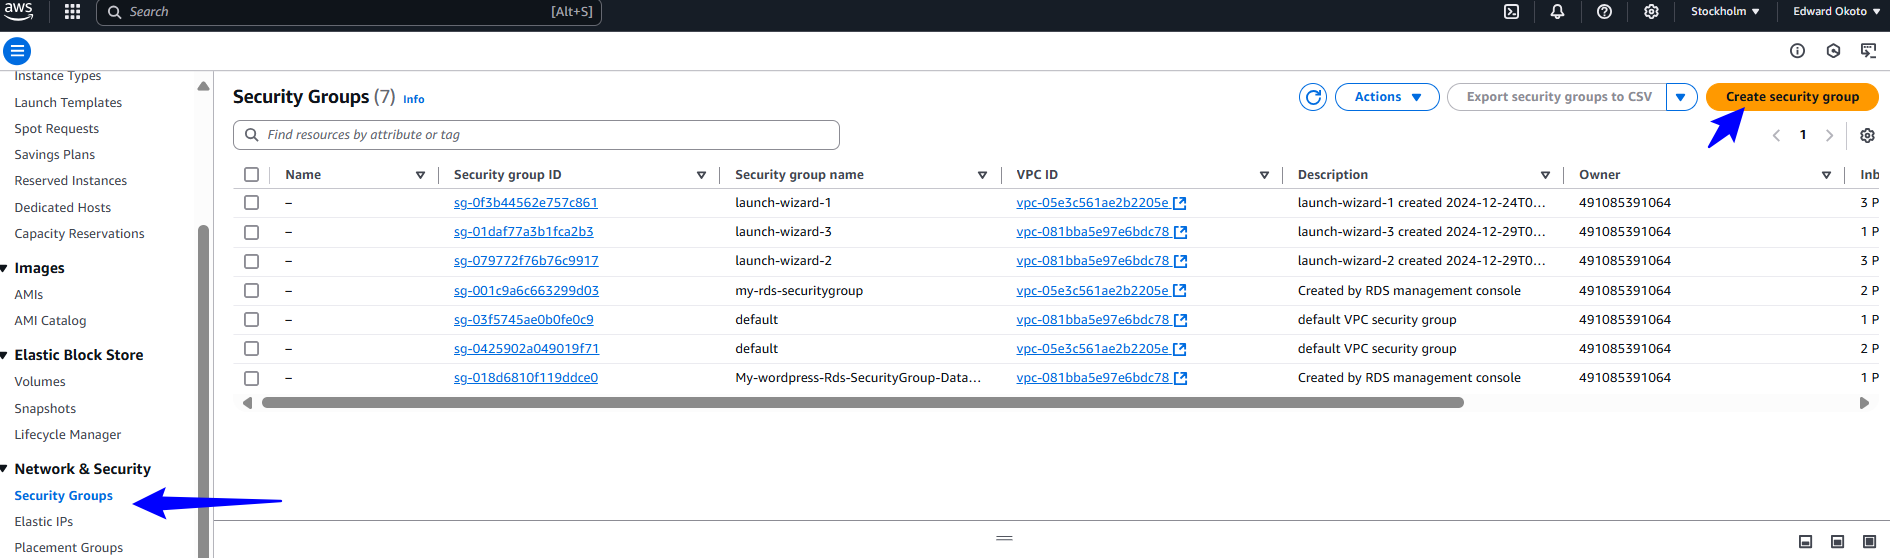 aws Search [Alt+S] Stockholm Edward Okoto
Instance Types
Launch Templates
Spot Requests
Savings Plans
Reserved Instances
Dedicated Hosts
Capacity Reservations
Images
AMIs
AMI Catalog
Elastic Block Store
Volumes
Snapshots
Lifecycle Manager
Network & Security
Security Groups
Elastic IPs
Placement Groups
Security Groups (7) Info Actions Export security groups to CSV Create security group
Find resources by attribute or tag 1
Name Security group ID Security group name VPC ID Description Owner Inb
– sg-0f3b44562e757c861 launch-wizard-1 vpc-05e3c561ae2b2205e launch-wizard-1 created 2024-12-24T0... 491085391064 3 P
– sg-01daf77a3b1fca2b3 launch-wizard-3 vpc-081bba5e97e6bdc78 launch-wizard-3 created 2024-12-29T0... 491085391064 1 P
– sg-079772f76b76c9917 launch-wizard-2 vpc-081bba5e97e6bdc78 launch-wizard-2 created 2024-12-29T0... 491085391064 3 P
– sg-001c9a6c663299d03 my-rds-securitygroup vpc-05e3c561ae2b2205e Created by RDS management console 491085391064 2 P
– sg-03f5745ae0b0fe0c9 default vpc-081bba5e97e6bdc78 default VPC security group 491085391064 1 P
– sg-0425902a049019f71 default vpc-05e3c561ae2b2205e default VPC security group 491085391064 2 P
– sg-018d6810f119ddce0 My-wordpress-Rds-SecurityGroup-Data... vpc-081bba5e97e6bdc78 Created by RDS management console 491085391064 1 P